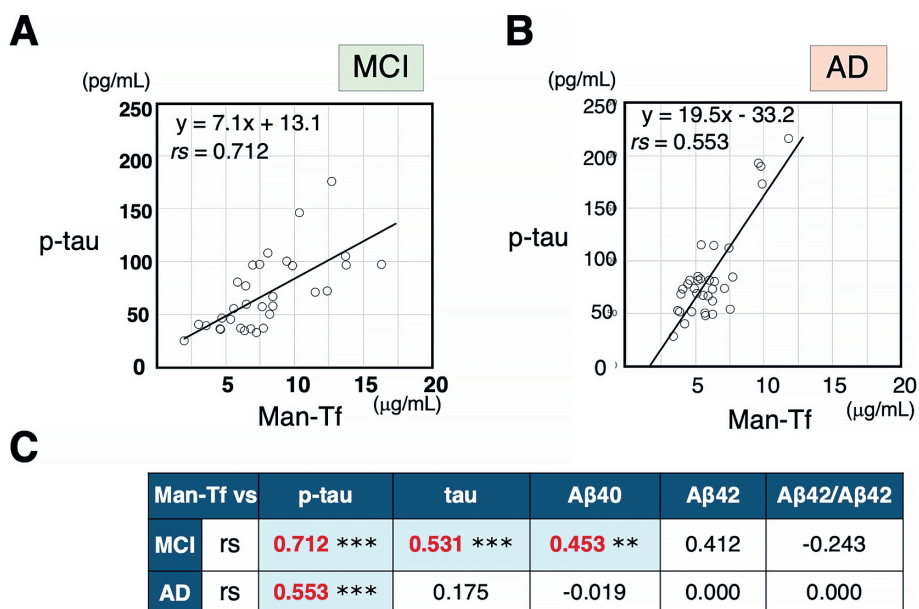 A
B
MCI
AD
(pg/mL)
(pg/mL)
y = 7.1x + 13.1
rs = 0.712
y = 19.5x - 33.2
rs = 0.553
250
200
150
100
50
0
p-tau
250
200
150
100
50
0
p-tau
5 10 15 20
Man-Tf (μg/mL)
5 10 15 20
Man-Tf (μg/mL)
C
Man-Tf vs p-tau tau Aβ40 Aβ42 Aβ42/Aβ42
MCI rs 0.712 *** 0.531 *** 0.453 ** 0.412 -0.243
AD rs 0.553 *** 0.175 -0.019 0.000 0.000